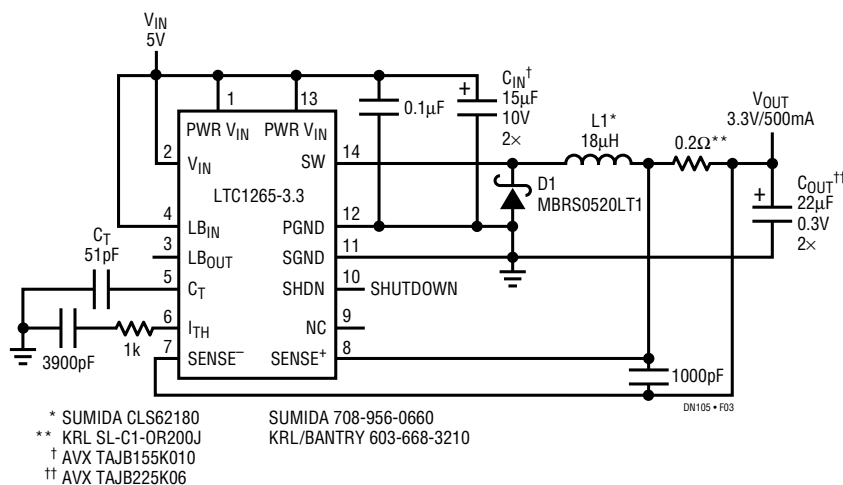 VIN
5V
1
13
PWR VIN
PWR VIN
0.1µF
+
CIN†
15µF
10V
2×
2
VIN
SW
14
L1*
18µH
0.2Ω**
VOUT
3.3V/500mA
LTC1265-3.3
D1
MBRS0520LT1
+
COUT††
22µF
0.3V
2×
4
LBIN
PGND
12
3
LBOUT
SGND
11
CT
51pF
5
CT
SHDN
10
SHUTDOWN
6
ITH
NC
9
3900pF
1k
7
SENSE–
SENSE+
8
1000pF
DN105 • F03
* SUMIDA CLS62180 SUMIDA 708-956-0660
** KRL SL-C1-OR200J KRL/BANTRY 603-668-3210
† AVX TAJB155K010
†† AVX TAJB225K06